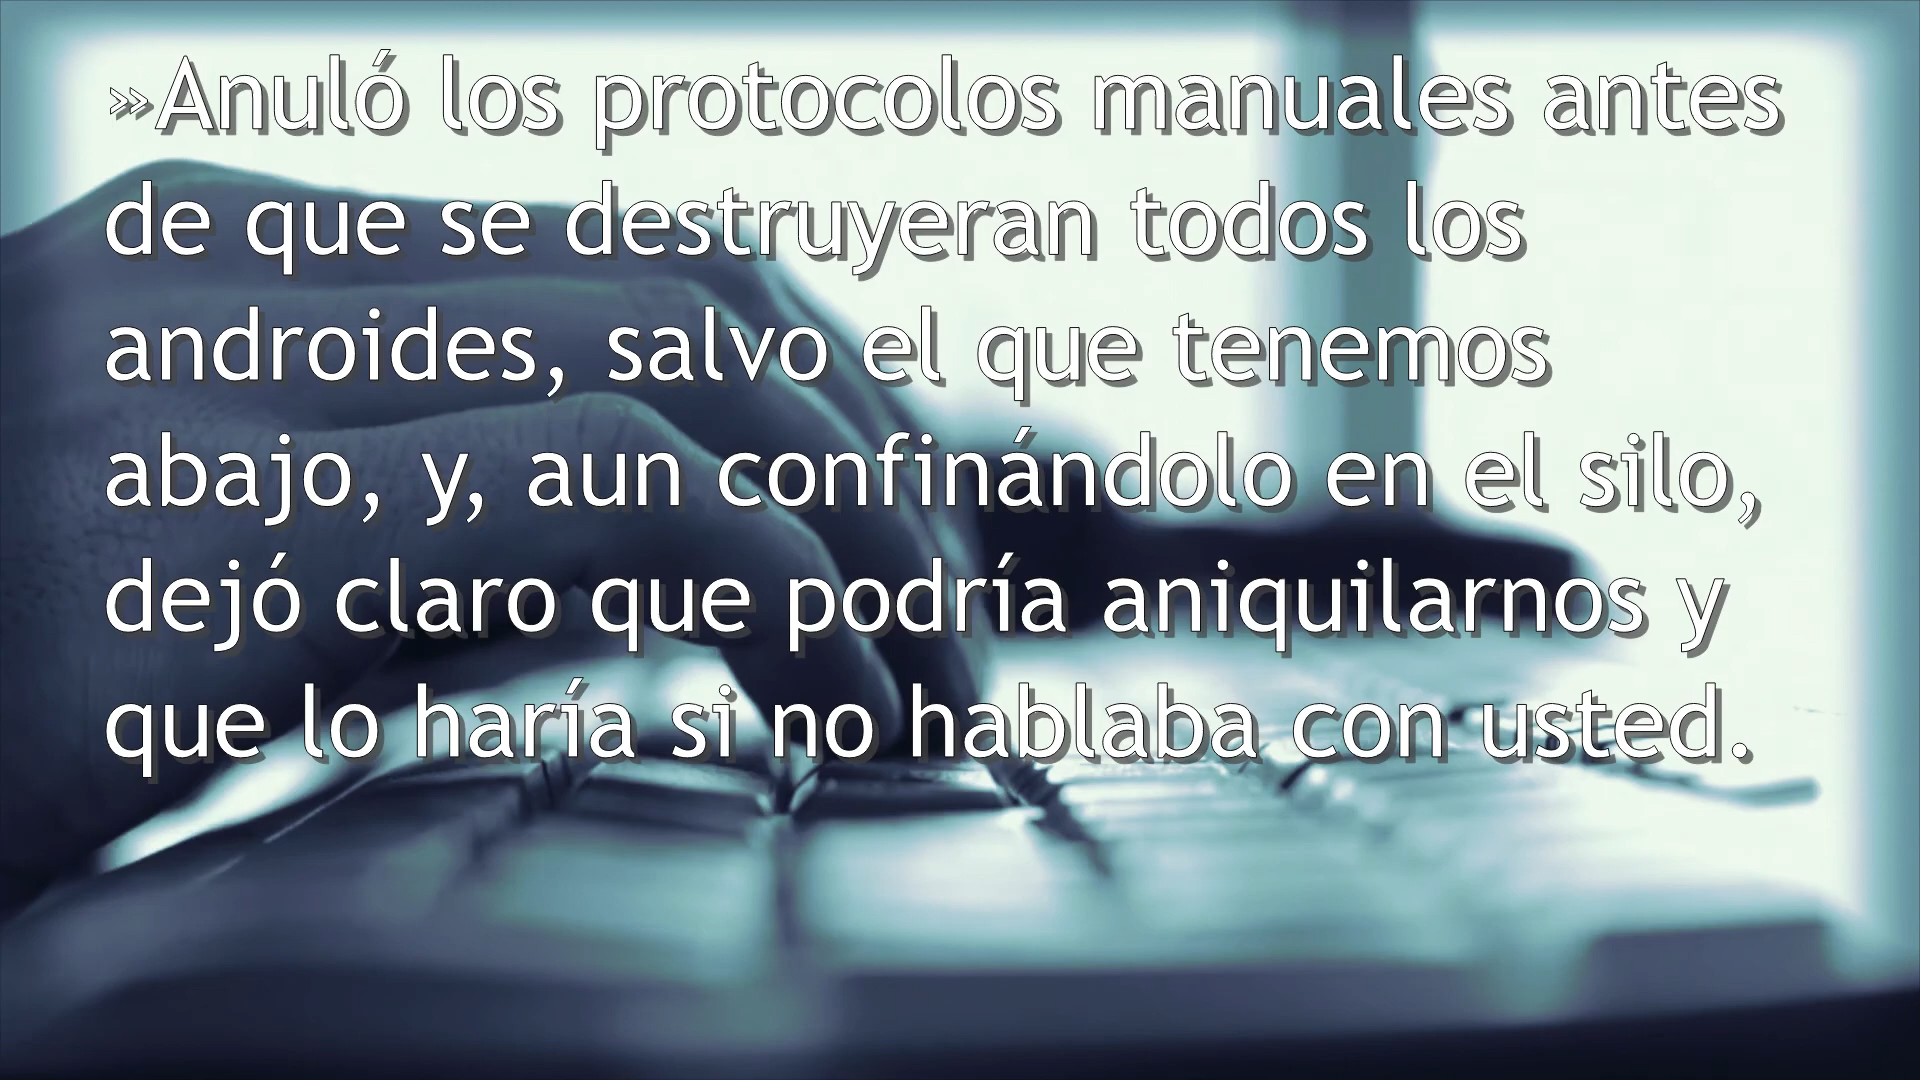 »Anuló los protocolos manuales antes
de que se destruyeran todos los
androides, salvo el que tenemos
abajo, y, aun confinándolo en el silo,
dejó claro que podría aniquilarnos y
que lo haría si no hablaba con usted.